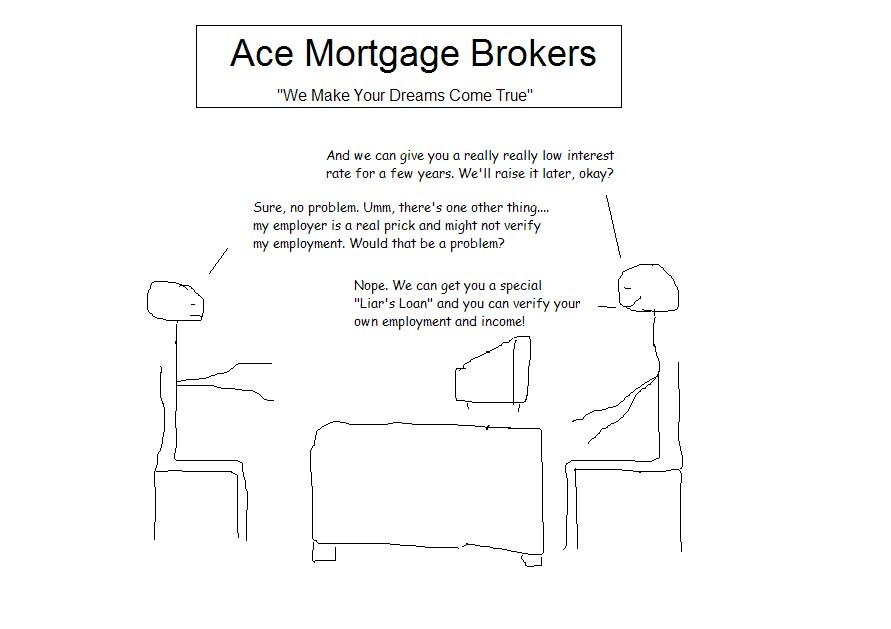 Ace Mortgage Brokers
"We Make Your Dreams Come True"
And we can give you a really really low interest
rate for a few years. We'll raise it later, okay?
Sure, no problem. Umm, there's one other thing....
my employer is a real prick and might not verify
my employment. Would that be a problem?
Nope. We can get you a special
"Liar's Loan" and you can verify your
own employment and income!